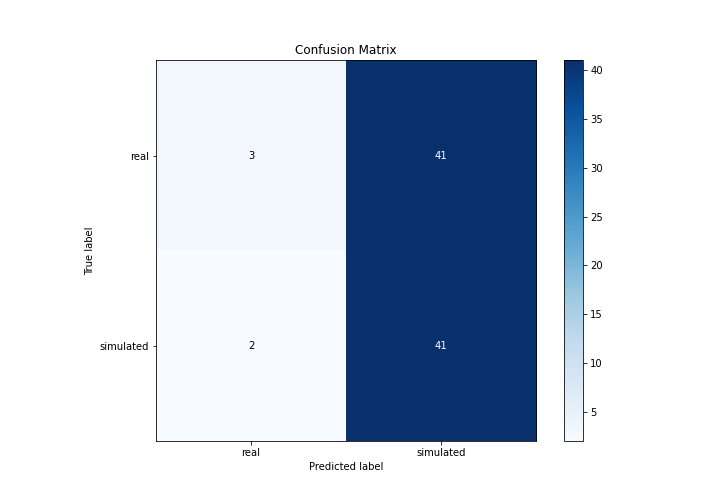 Confusion Matrix
True label
real
3
41
simulated
2
41
real
simulated
Predicted label
40
35
30
25
20
15
10
5